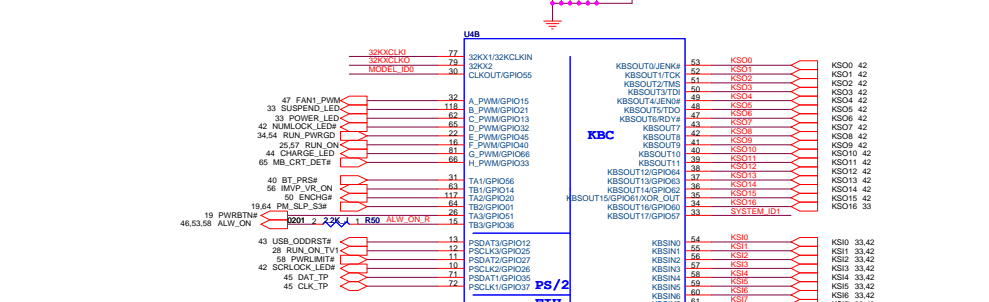 U4B
32KXCLKI 77 32KX1/32KCLKIN
32KXCLKO 79 32KX2
MODEL_ID0 30 CLKOUT/GPIO55
47 FAN1_PWM 32 A_PWM/GPIO15
33 SUSPEND_LED 118 B_PWM/GPIO21
33 POWER_LED 62 C_PWM/GPIO13
42 NUMLOCK_LED# 65 D_PWM/GPIO32
34,54 RUN_PWRGD 22 E_PWM/GPIO45
25,57 RUN_ON 16 F_PWM/GPIO40
44 CHARGE_LED 81 G_PWM/GPIO66
65 MB_CRT_DET# 66 H_PWM/GPIO33
40 BT_PRS# 31 TA1/GPIO56
56 IMVP_VR_ON 63 TB1/GPIO14
50 ENCHG# 117 TA2/GPIO20
19,64 PM_SLP_S3# 64 TB2/GPIO01
19 PWRBTN# 26 TA3/GPIO51
46,53,58 ALW_ON 0201 2 2.2K J 1 R50 ALW_ON_R 15 TB3/GPIO36
43 USB_ODDRST# 13 PSDAT3/GPIO12
28 RUN_ON_TV1 12 PSCLK3/GPIO25
58 PWRLIMIT# 11 PSDAT2/GPIO27
42 SCRLOCK_LED# 10 PSCLK2/GPIO26
45 DAT_TP 71 PSDAT1/GPIO35
45 CLK_TP 72 PSCLK1/GPIO37
PS/2
KBC
KBSOUT0/JENK# 53 KSO0 KSO0 42
KBSOUT1/TCK 52 KSO1 KSO1 42
KBSOUT2/TMS 51 KSO2 KSO2 42
KBSOUT3/TDI 50 KSO3 KSO3 42
KBSOUT4/JEN0# 49 KSO4 KSO4 42
KBSOUT5/TDO 48 KSO5 KSO5 42
KBSOUT6/RDY# 47 KSO6 KSO6 42
KBSOUT7 43 KSO7 KSO7 42
KBSOUT8 42 KSO8 KSO8 42
KBSOUT9 41 KSO9 KSO9 42
KBSOUT10 40 KSO10 KSO10 42
KBSOUT11 39 KSO11 KSO11 42
KBSOUT12/GPIO64 38 KSO12 KSO12 42
KBSOUT13/GPIO63 37 KSO13 KSO13 42
KBSOUT14/GPIO62 36 KSO14 KSO14 42
KBSOUT15/GPIO61/XOR_OUT 35 KSO15 KSO15 42
KBSOUT16/GPIO60 34 KSO16 KSO16 33
KBSOUT17/GPIO57 33 SYSTEM_ID1
KBSIN0 54 KSI0 KSI0 33,42
KBSIN1 55 KSI1 KSI1 33,42
KBSIN2 56 KSI2 KSI2 33,42
KBSIN3 57 KSI3 KSI3 33,42
KBSIN4 58 KSI4 KSI4 33,42
KBSIN5 59 KSI5 KSI5 33,42
KBSIN6 60 KSI6 KSI6 33,42
61 KSI7